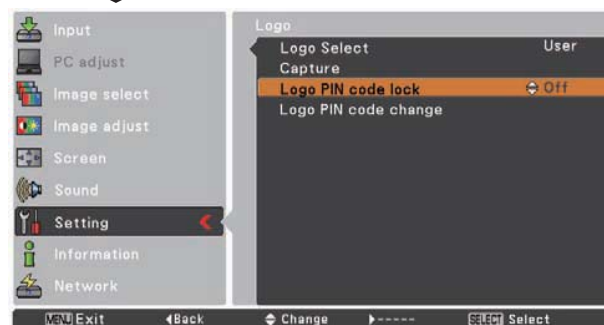 Input
PC adjust
Image select
Image adjust
Screen
Sound
Setting
Information
Network
Logo
Logo Select User
Capture
Logo PIN code lock Off
Logo PIN code change
MENU Exit ◀Back Change ▶----- SELECT Select